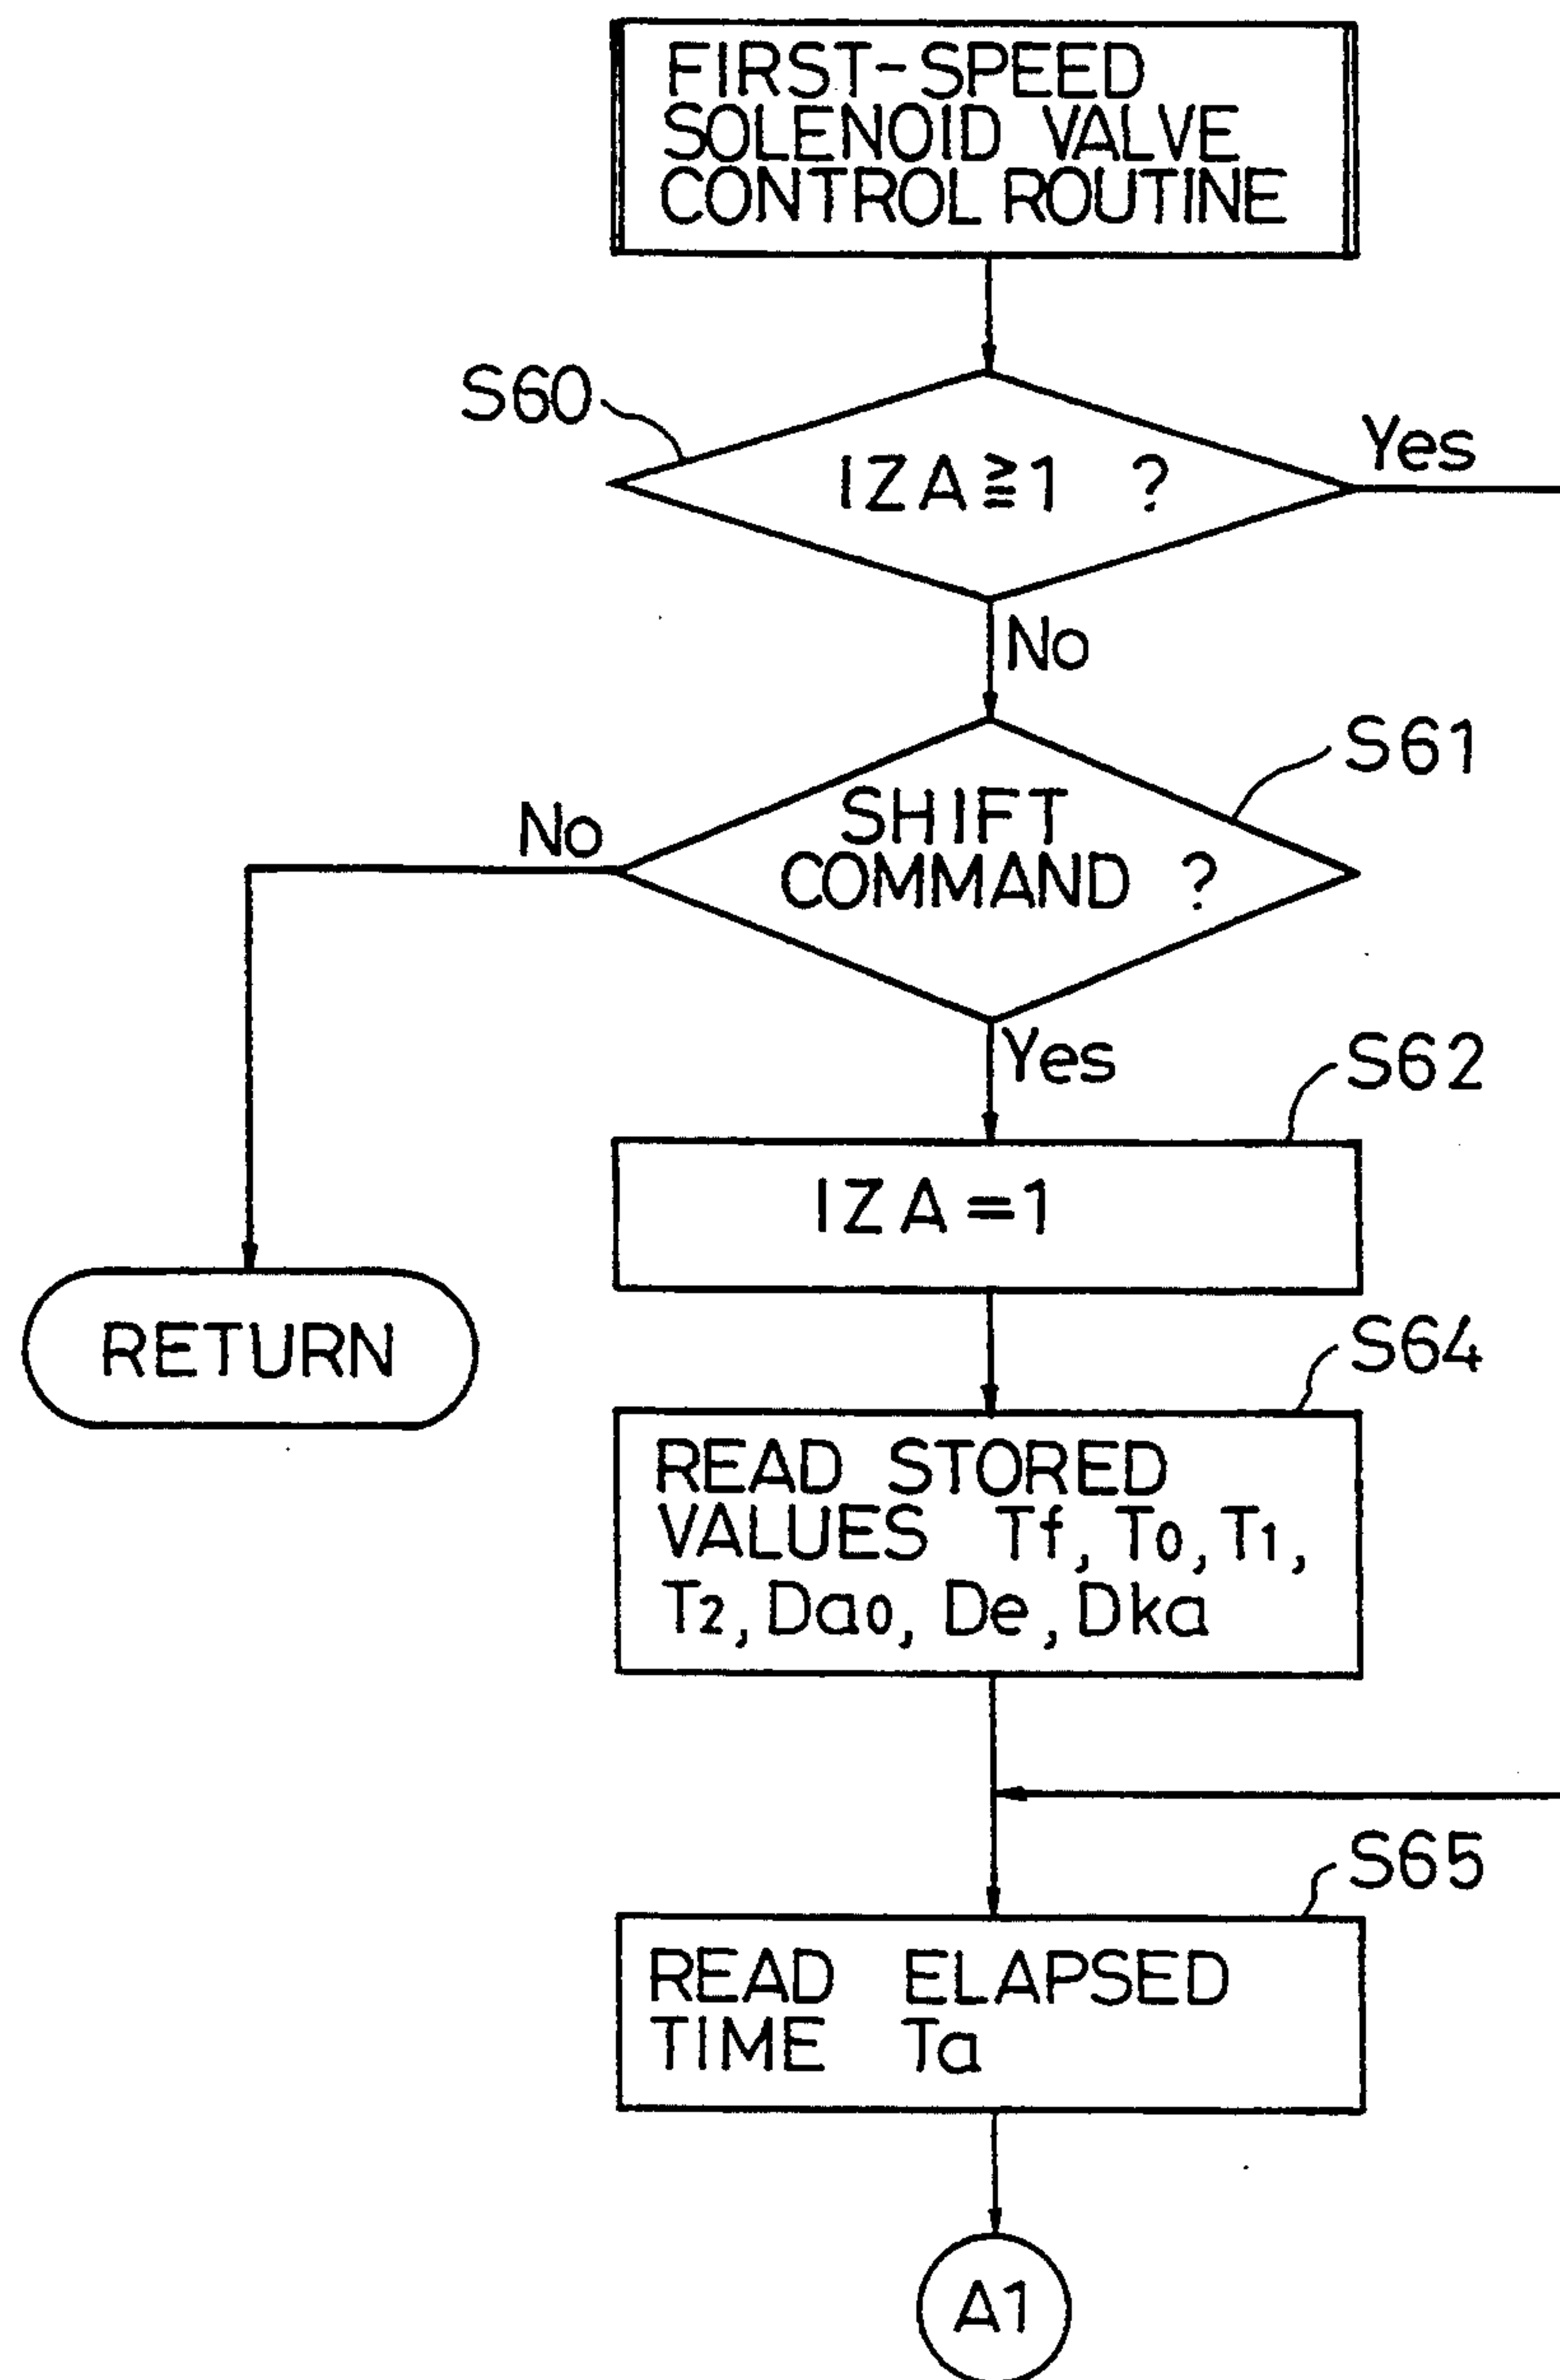 FIRST-SPEED
SOLENOID VALVE
CONTROL ROUTINE
S60
IZA≧1 ?
Yes
No
S61
SHIFT
COMMAND ?
No
Yes
S62
IZA=1
RETURN
S64
READ STORED
VALUES Tf, T0, T1,
T2, Da0, De, Dka
S65
READ ELAPSED
TIME Ta
A1